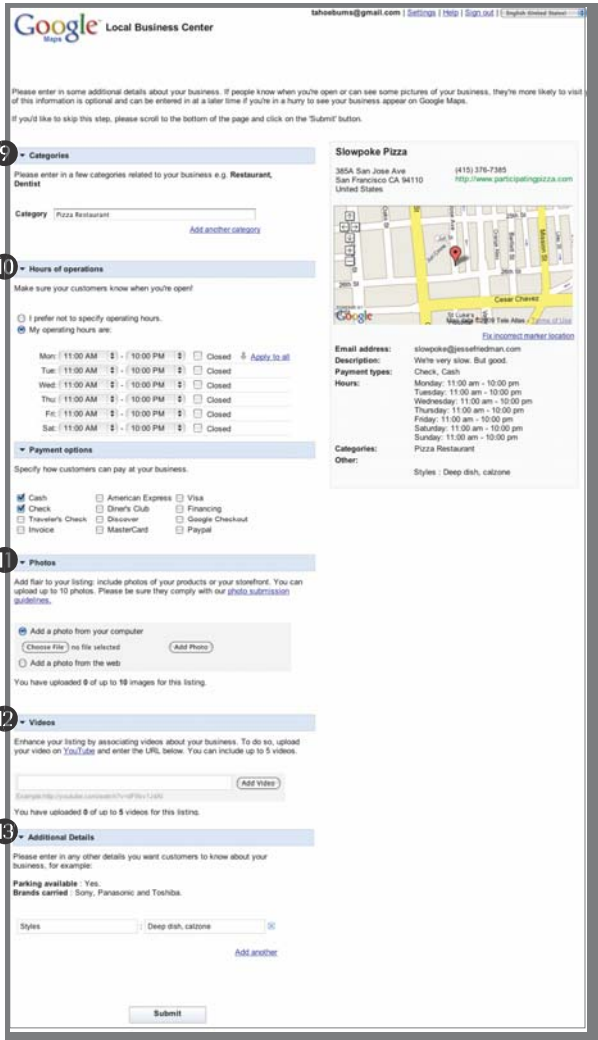 tahoebums@gmail.com | Settings | Help | Sign out | English (United States)
Google Maps Local Business Center
Please enter in some additional details about your business. If people know when you're open or can see some pictures of your business, they're more likely to visit
of this information is optional and can be entered in at a later time if you're in a hurry to see your business appear on Google Maps.
If you'd like to skip this step, please scroll to the bottom of the page and click on the 'Submit' button.
9 Categories
Please enter in a few categories related to your business e.g. Restaurant,
Dentist
Category Pizza Restaurant
Add another category
10 Hours of operations
Make sure your customers know when you're open!
I prefer not to specify operating hours.
My operating hours are:
Mon: 11:00 AM - 10:00 PM Closed Apply to all
Tue: 11:00 AM - 10:00 PM Closed
Wed: 11:00 AM - 10:00 PM Closed
Thu: 11:00 AM - 10:00 PM Closed
Fri: 11:00 AM - 10:00 PM Closed
Sat: 11:00 AM - 10:00 PM Closed
Payment options
Specify how customers can pay at your business.
Cash American Express Visa
Check Diner's Club Financing
Traveler's Check Discover Google Checkout
Invoice MasterCard Paypal
11 Photos
Add flair to your listing: include photos of your products or your storefront. You can
upload up to 10 photos. Please be sure they comply with our photo submission
guidelines.
Add a photo from your computer
Choose File no file selected Add Photo
Add a photo from the web
You have uploaded 0 of up to 10 images for this listing.
12 Videos
Enhance your listing by associating videos about your business. To do so, upload
your video on YouTube and enter the URL below. You can include up to 5 videos.
Add Video
You have uploaded 0 of up to 5 videos for this listing.
13 Additional Details
Please enter in any other details you want customers to know about your
business, for example:
Parking available : Yes.
Brands carried : Sony, Panasonic and Toshiba.
Styles : Deep dish, calzone
Add another
Submit
Slowpoke Pizza
385A San Jose Ave (415) 376-7385
San Francisco CA 94110 http://www.participatingpizza.com
United States
25th St
Mission St
26th St
26th St
Cesar Chavez
Google
St Luke's
Map data ©2009 Tele Atlas - Terms of Use
Fix incorrect marker location
Email address: slowpoke@jessefriedman.com
Description: We're very slow. But good.
Payment types: Check, Cash
Hours: Monday: 11:00 am - 10:00 pm
Tuesday: 11:00 am - 10:00 pm
Wednesday: 11:00 am - 10:00 pm
Thursday: 11:00 am - 10:00 pm
Friday: 11:00 am - 10:00 pm
Saturday: 11:00 am - 10:00 pm
Sunday: 11:00 am - 10:00 pm
Categories: Pizza Restaurant
Other:
Styles : Deep dish, calzone